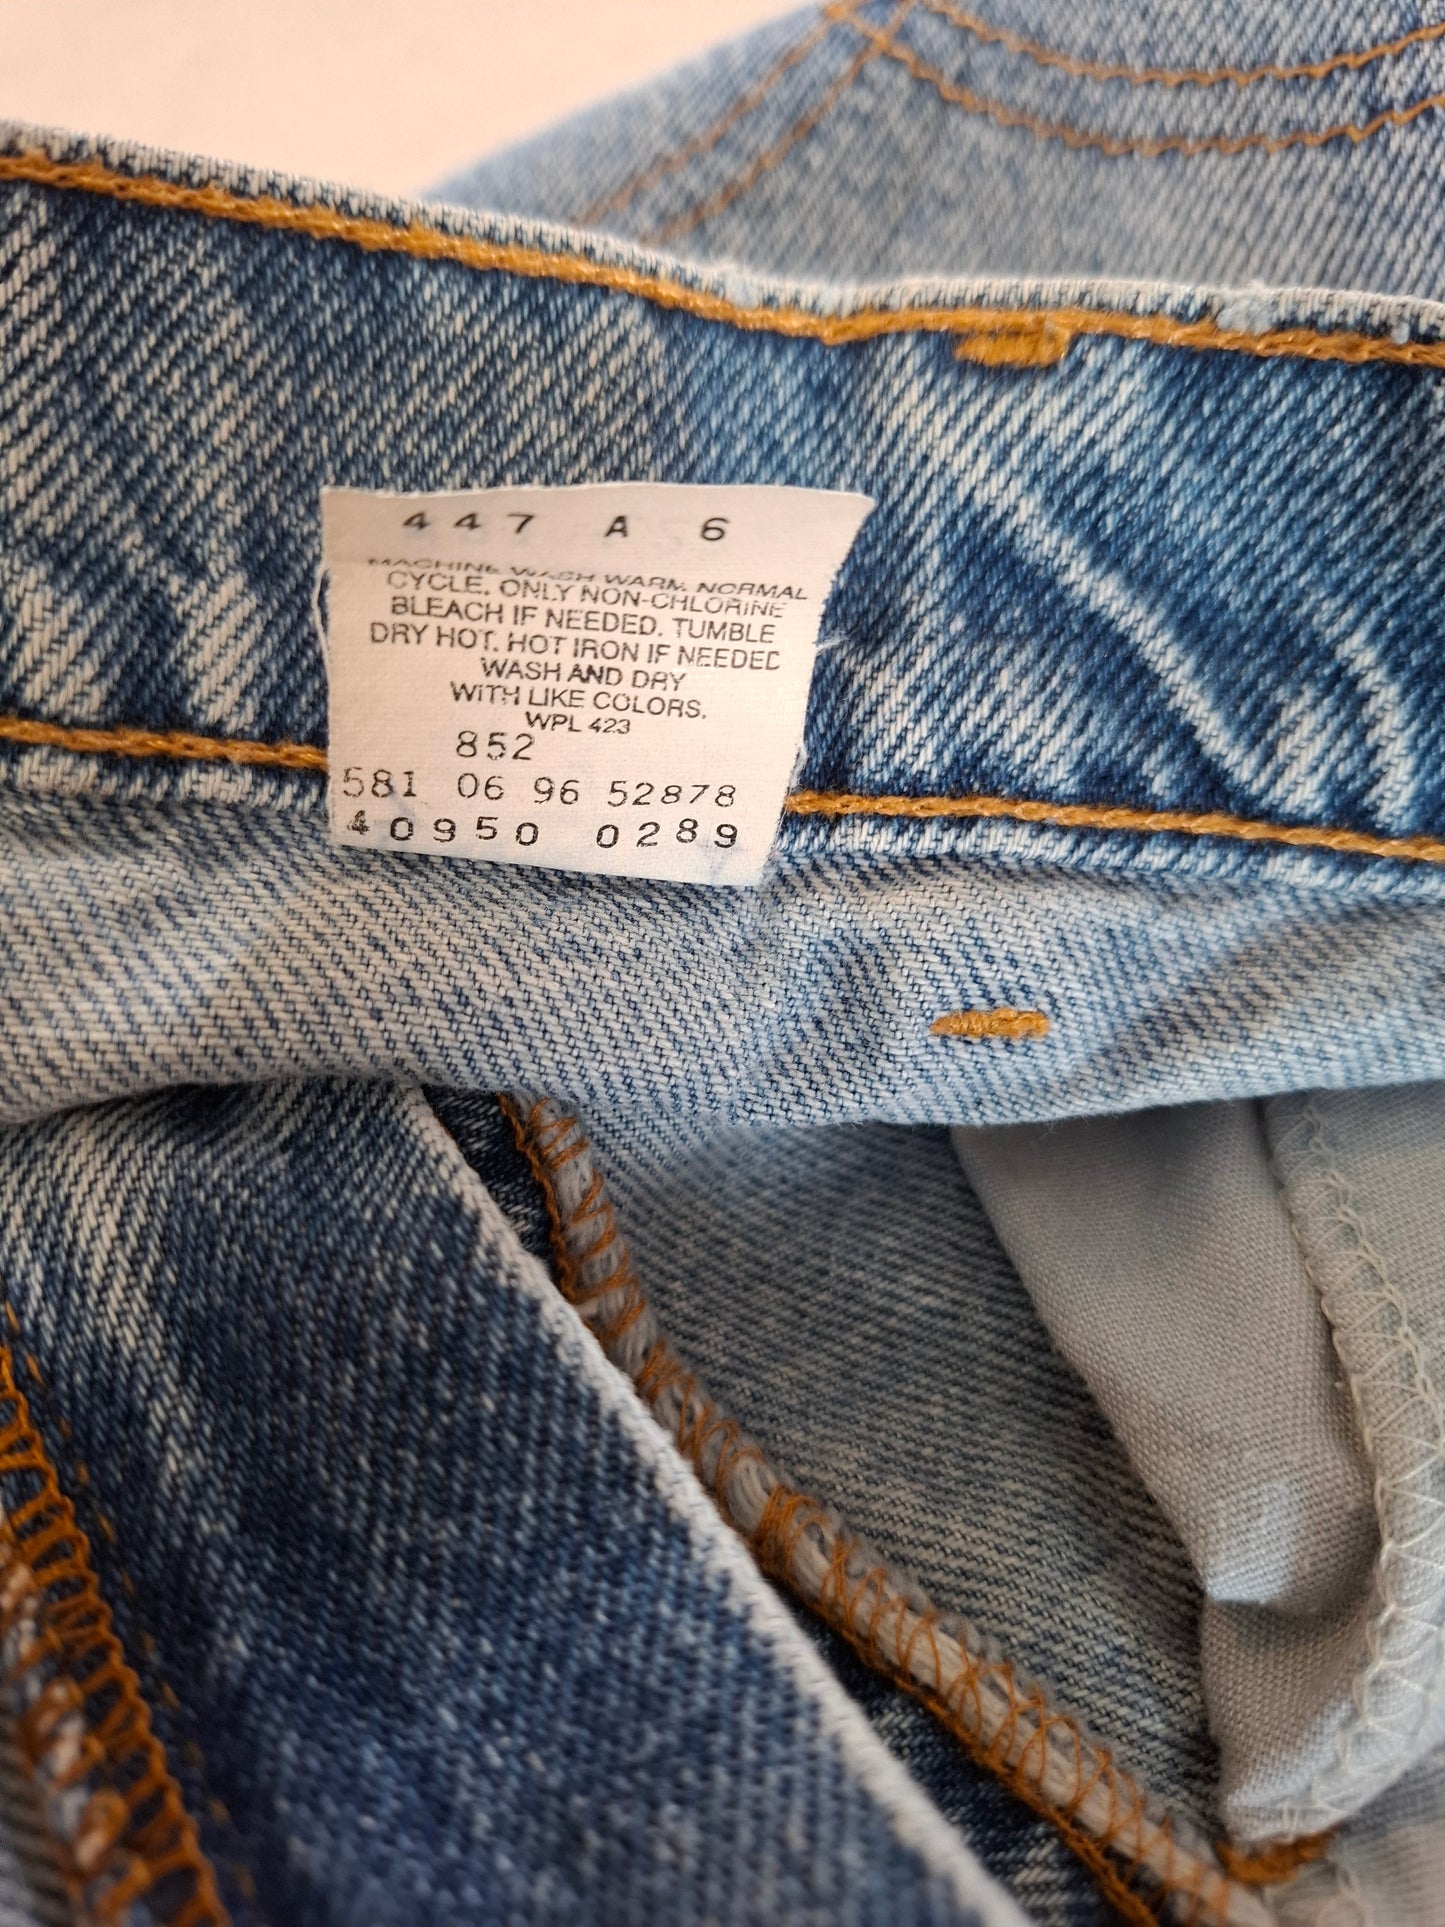 447 A 6
MACHINE WASH WARM, NORMAL
CYCLE. ONLY NON-CHLORINE
BLEACH IF NEEDED. TUMBLE
DRY HOT. HOT IRON IF NEEDED
WASH AND DRY
WITH LIKE COLORS.
WPL 423
852
581 06 96 52878
40950 0289